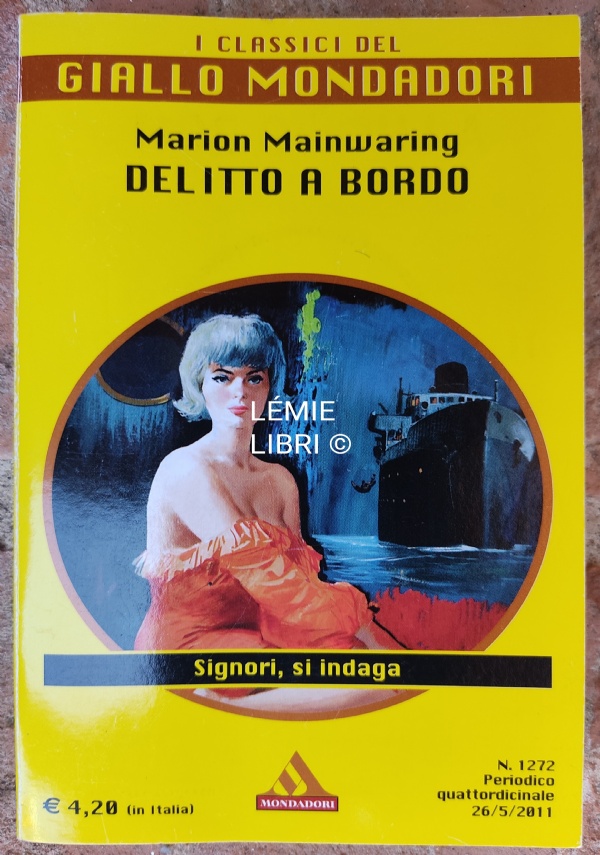 I CLASSICI DEL
GIALLO MONDADORI
Marion Mainwaring
DELITTO A BORDO
LÉMIE
LIBRI ©
Signori, si indaga
€ 4,20 (in Italia)
MONDADORI
N. 1272
Periodico
quattordicinale
26/5/2011